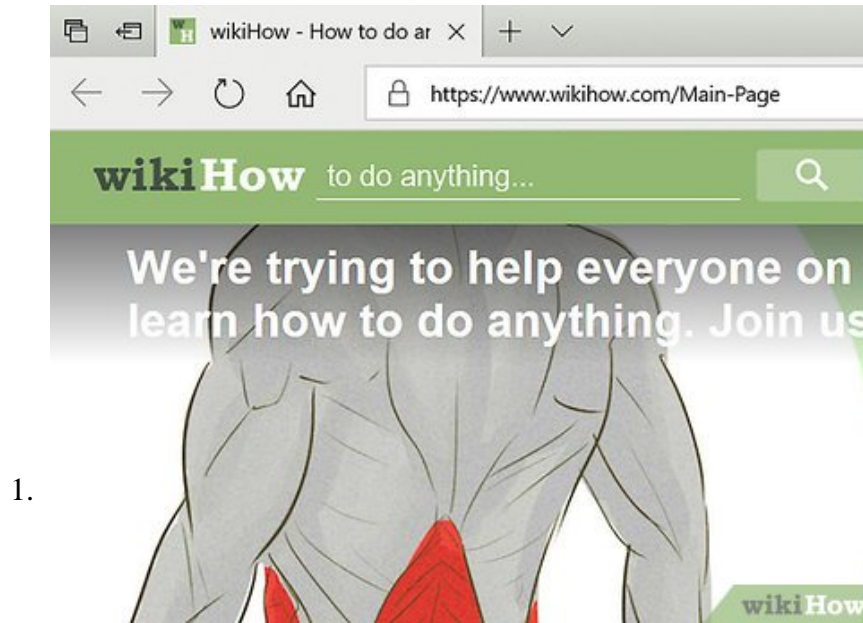 wikiHow - How to do ar
https://www.wikihow.com/Main-Page
wikiHow to do anything...
We're trying to help everyone on
learn how to do anything. Join us
1.
wikiHow